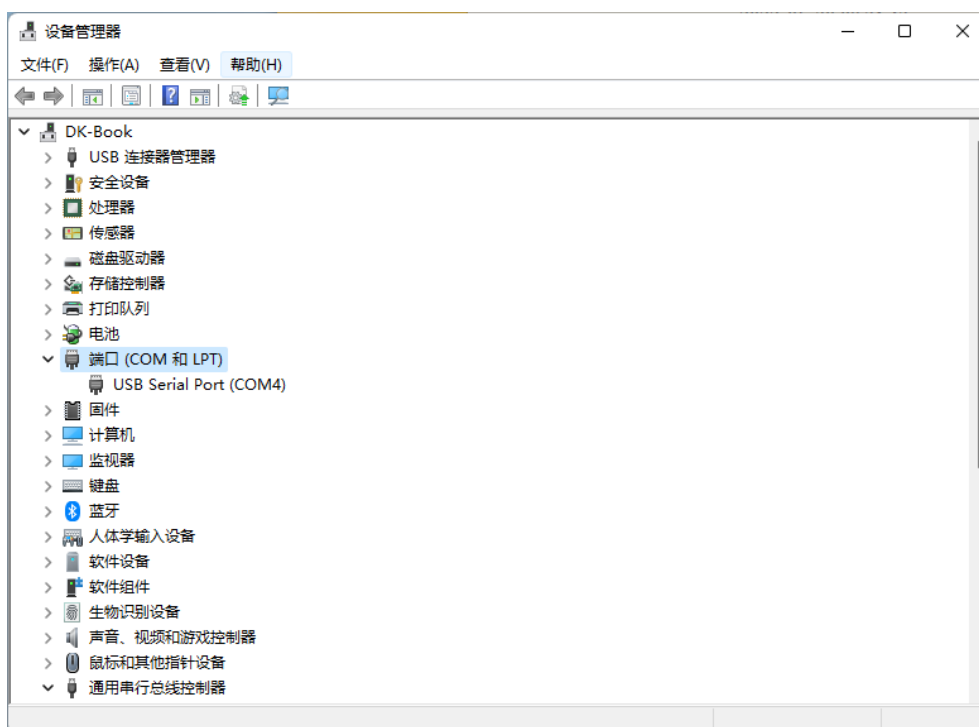 设备管理器
文件(F) 操作(A) 查看(V) 帮助(H)
DK-Book
USB 连接器管理器
安全设备
处理器
传感器
磁盘驱动器
存储控制器
打印队列
电池
端口 (COM 和 LPT)
USB Serial Port (COM4)
固件
计算机
监视器
键盘
蓝牙
人体学输入设备
软件设备
软件组件
生物识别设备
声音、视频和游戏控制器
鼠标和其他指针设备
通用串行总线控制器